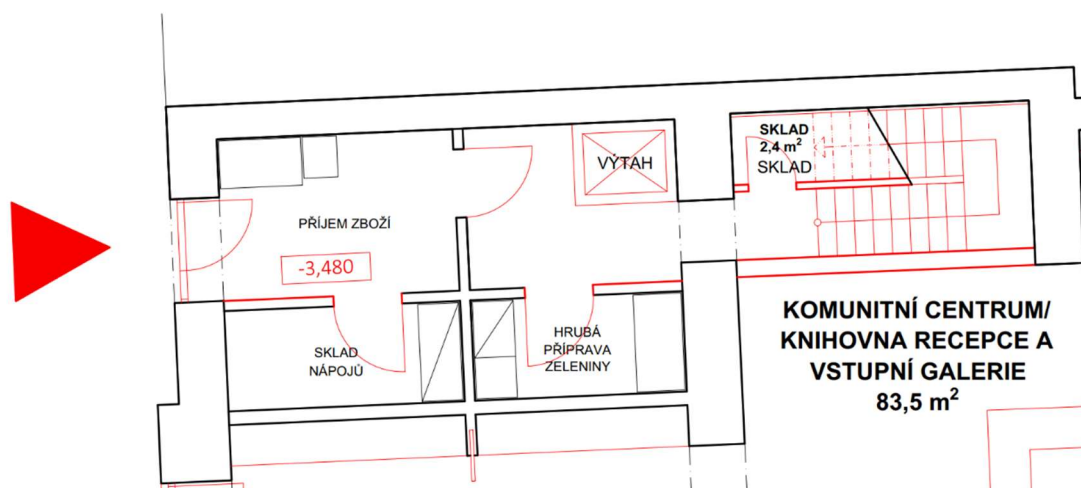 SKLAD
2,4 m²
SKLAD
VÝTAH
PŘÍJEM ZBOŽÍ
-3,480
SKLAD
NÁPOJŮ
HRUBÁ
PŘÍPRAVA
ZELENINY
KOMUNITNÍ CENTRUM/
KNIHOVNA RECEPCE A
VSTUPNÍ GALERIE
83,5 m²